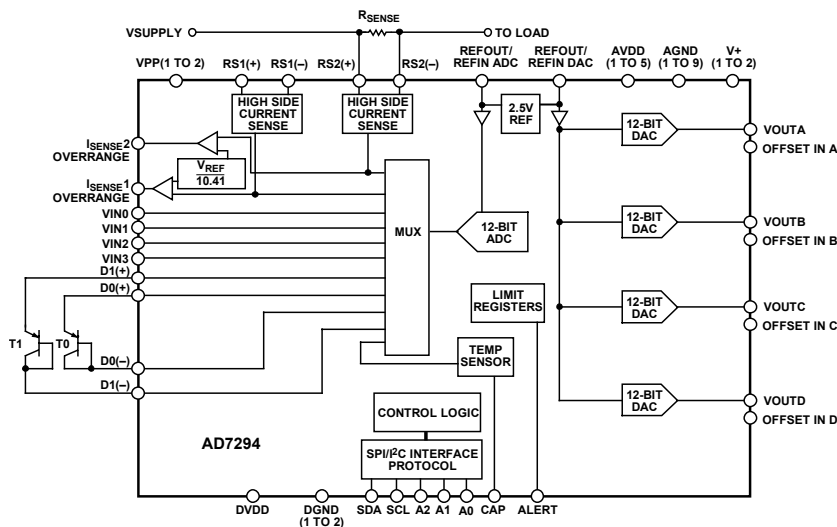 R_SENSE
VSUPPLY
TO LOAD
VPP(1 TO 2)
RS1(+)
RS1(–)
RS2(+)
RS2(–)
REFOUT/
REFIN ADC
REFOUT/
REFIN DAC
AVDD
(1 TO 5)
AGND
(1 TO 9)
V+
(1 TO 2)
HIGH SIDE
CURRENT
SENSE
HIGH SIDE
CURRENT
SENSE
2.5V
REF
12-BIT
DAC
VOUTA
OFFSET IN A
I_SENSE2
OVERRANGE
V_REF
10.41
I_SENSE1
OVERRANGE
VIN0
VIN1
VIN2
VIN3
D1(+)
D0(+)
MUX
12-BIT
ADC
12-BIT
DAC
VOUTB
OFFSET IN B
LIMIT
REGISTERS
12-BIT
DAC
VOUTC
OFFSET IN C
T1
T0
D0(–)
D1(–)
TEMP
SENSOR
12-BIT
DAC
VOUTD
OFFSET IN D
CONTROL LOGIC
AD7294
SPI/I²C INTERFACE
PROTOCOL
DVDD
DGND
(1 TO 2)
SDA
SCL
A2
A1
A0
CAP
ALERT